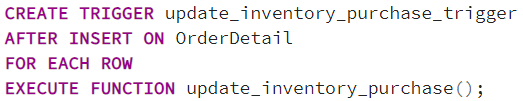 CREATE TRIGGER update_inventory_purchase_trigger
AFTER INSERT ON OrderDetail
FOR EACH ROW
EXECUTE FUNCTION update_inventory_purchase();